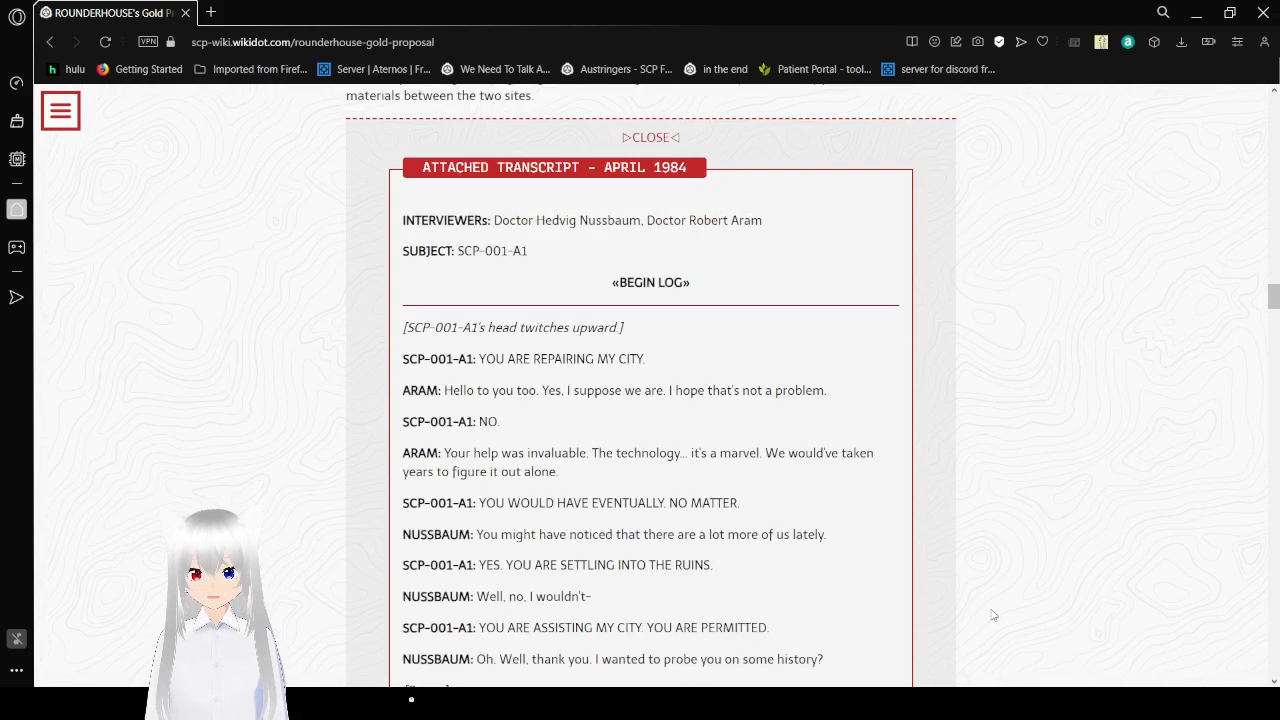 ROUNDERHOUSE's Gold P
scp-wiki.wikidot.com/rounderhouse-gold-proposal
VPN
hulu
Getting Started
Imported from Firef...
Server | Aternos | Fr...
We Need To Talk A...
Austringers - SCP F...
in the end
Patient Portal - tool...
server for discord fr...
materials between the two sites.
▷CLOSE◁
ATTACHED TRANSCRIPT - APRIL 1984
INTERVIEWERs: Doctor Hedvig Nussbaum, Doctor Robert Aram
SUBJECT: SCP-001-A1
«BEGIN LOG»
[SCP-001-A1's head twitches upward.]
SCP-001-A1: YOU ARE REPAIRING MY CITY.
ARAM: Hello to you too. Yes, I suppose we are. I hope that's not a problem.
SCP-001-A1: NO.
ARAM: Your help was invaluable. The technology... it's a marvel. We would've taken
years to figure it out alone.
SCP-001-A1: YOU WOULD HAVE EVENTUALLY. NO MATTER.
NUSSBAUM: You might have noticed that there are a lot more of us lately.
SCP-001-A1: YES. YOU ARE SETTLING INTO THE RUINS.
NUSSBAUM: Well, no, I wouldn't-
SCP-001-A1: YOU ARE ASSISTING MY CITY. YOU ARE PERMITTED.
NUSSBAUM: Oh. Well, thank you. I wanted to probe you on some history?